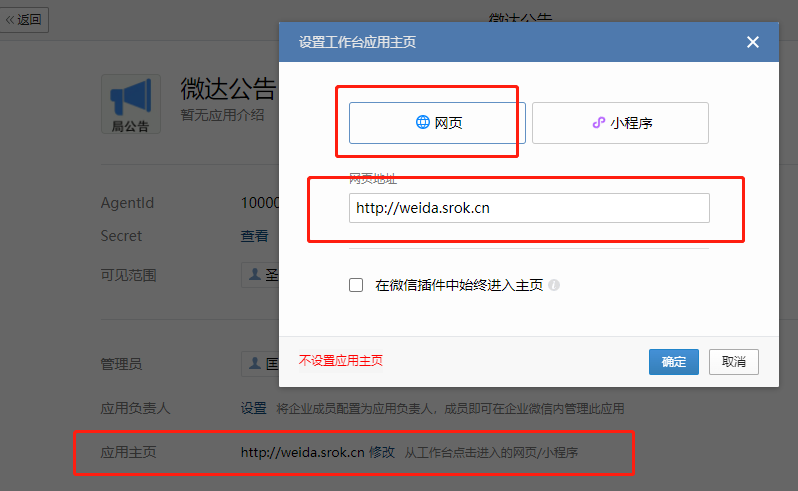 返回
微达公告
设置工作台应用主页
网页
小程序
网页地址
http://weida.srok.cn
在微信插件中始终进入主页
不设置应用主页
确定
取消
局公告
微达公告
暂无应用介绍
AgentId
10000
Secret
查看
可见范围
圣
管理员
匡
应用负责人
设置 将企业成员配置为应用负责人，成员即可在企业微信内管理此应用
应用主页
http://weida.srok.cn 修改 从工作台点击进入的网页/小程序